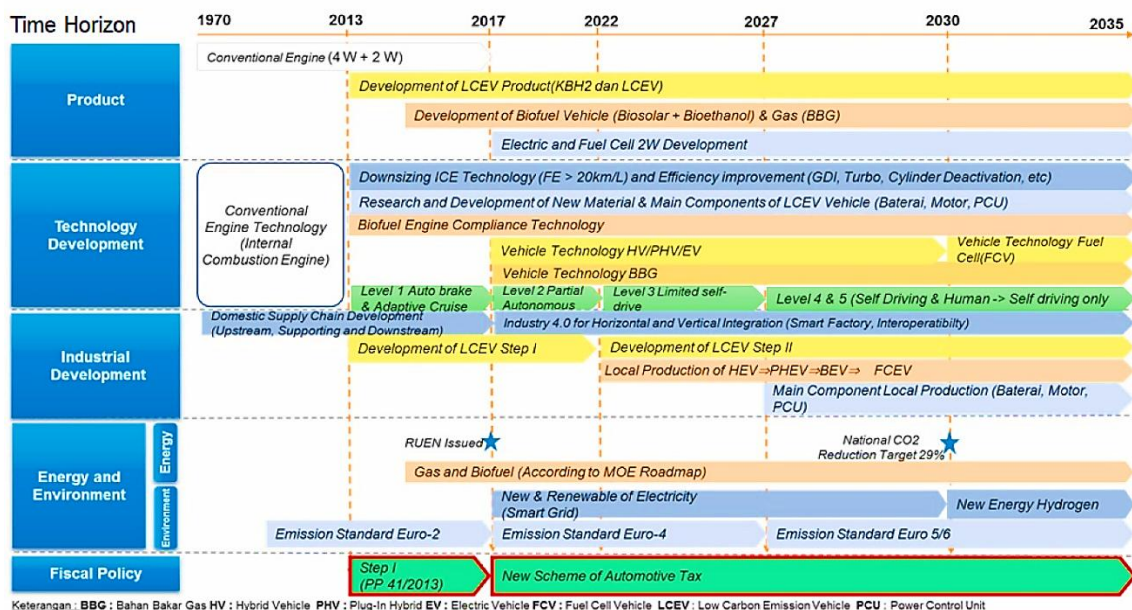 Time Horizon
1970
2013
2017
2022
2027
2030
2035
Product
Conventional Engine (4 W + 2 W)
Development of LCEV Product(KBH2 dan LCEV)
Development of Biofuel Vehicle (Biosolar + Bioethanol) & Gas (BBG)
Electric and Fuel Cell 2W Development
Technology
Development
Conventional
Engine Technology
(Internal
Combustion Engine)
Downsizing ICE Technology (FE > 20km/L) and Efficiency improvement (GDI, Turbo, Cylinder Deactivation, etc)
Research and Development of New Material & Main Components of LCEV Vehicle (Baterai, Motor, PCU)
Biofuel Engine Compliance Technology
Vehicle Technology HV/PHV/EV
Vehicle Technology Fuel
Cell(FCV)
Vehicle Technology BBG
Level 1 Auto brake
& Adaptive Cruise
Level 2 Partial
Autonomous
Level 3 Limited self-
drive
Level 4 & 5 (Self Driving & Human -> Self driving only
Industrial
Development
Domestic Supply Chain Development
(Upstream, Supporting and Downstream)
Industry 4.0 for Horizontal and Vertical Integration (Smart Factory, Interoperatibilty)
Development of LCEV Step I
Development of LCEV Step II
Local Production of HEV⇒PHEV⇒BEV⇒ FCEV
Main Component Local Production (Baterai, Motor,
PCU)
Energy and
Environment
Energy
Environment
RUEN Issued
National CO2
Reduction Target 29%
Gas and Biofuel (According to MOE Roadmap)
New & Renewable of Electricity
(Smart Grid)
New Energy Hydrogen
Emission Standard Euro-2
Emission Standard Euro-4
Emission Standard Euro 5/6
Fiscal Policy
Step I
(PP 41/2013)
New Scheme of Automotive Tax
Keterangan : BBG : Bahan Bakar Gas HV : Hybrid Vehicle PHV : Plug-In Hybrid EV : Electric Vehicle FCV : Fuel Cell Vehicle LCEV : Low Carbon Emission Vehicle PCU : Power Control Unit